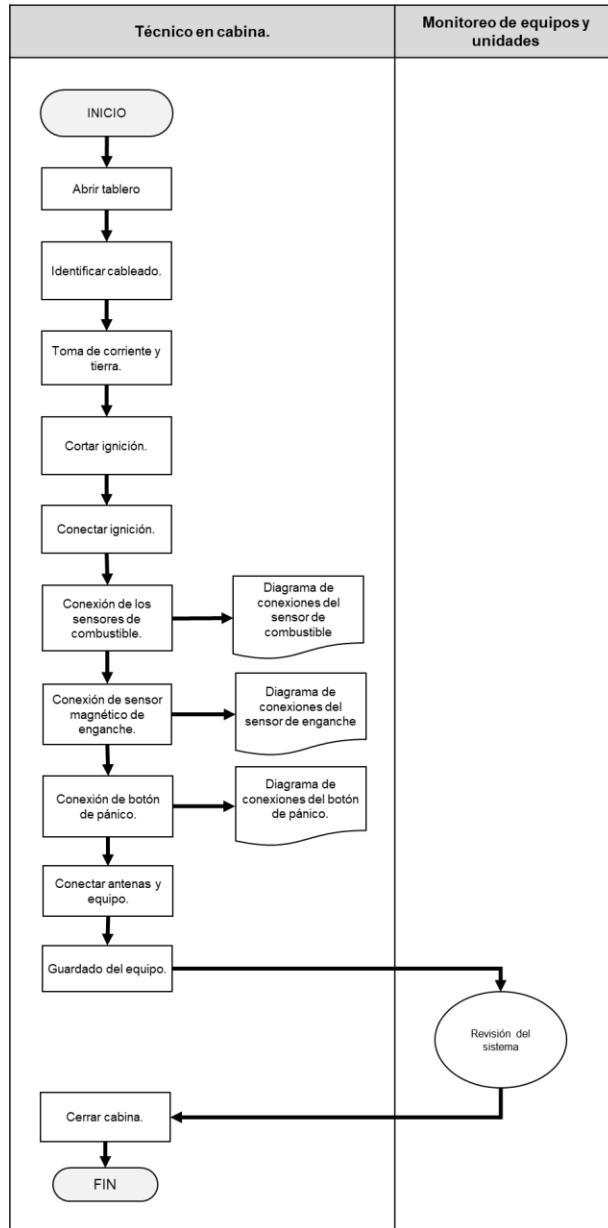 Técnico en cabina.
Monitoreo de equipos y
unidades
INICIO
Abrir tablero
Identificar cableado.
Toma de corriente y
tierra.
Cortar ignición.
Conectar ignición.
Conexión de los
sensores de
combustible.
Diagrama de
conexiones del
sensor de
combustible
Conexión de sensor
magnético de
enganche.
Diagrama de
conexiones del
sensor de enganche
Conexión de botón
de pánico.
Diagrama de
conexiones del botón
de pánico.
Conectar antenas y
equipo.
Guardado del equipo.
Revisión del
sistema
Cerrar cabina.
FIN